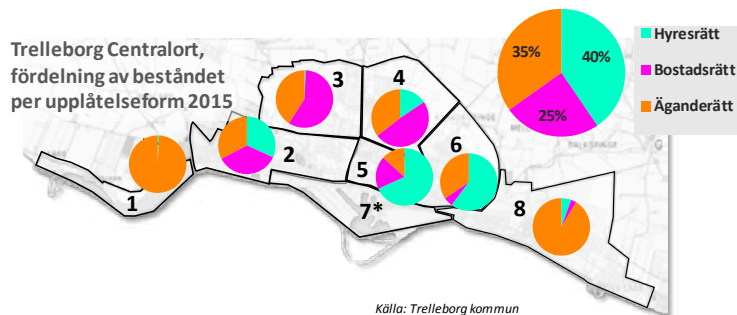 Trelleborg Centralort,
fördelning av beståndet
per upplåtelseform 2015
35%
40%
25%
Hyresrätt
Bostadsrätt
Äganderätt
3
4
2
5
6
1
7*
8
Källa: Trelleborg kommun